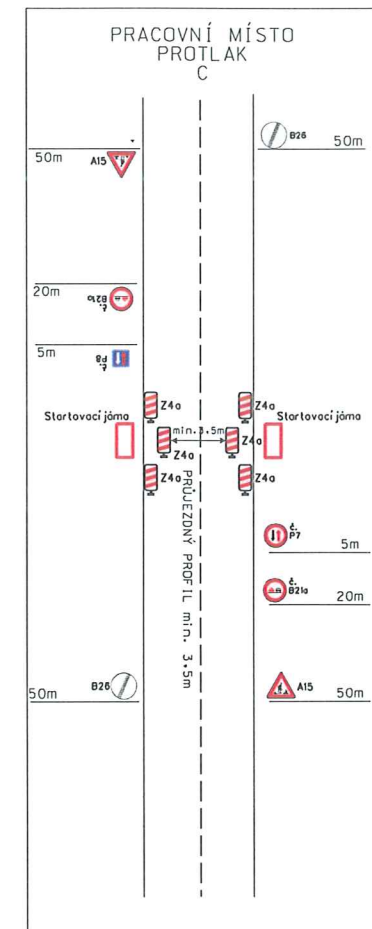 PRACOVNÍ MÍSTO
PROTLAK
C
50m
A15
B26
50m
20m
č.
B21a
5m
č.
P8
Z4a
Z4a
Startovací jáma
min.3,5m
Startovací jáma
Z4a
Z4a
Z4a
Z4a
PRŮJEZDNÝ PROFIL min. 3.5m
č.
P7
5m
č.
B21a
20m
50m
B26
A15
50m